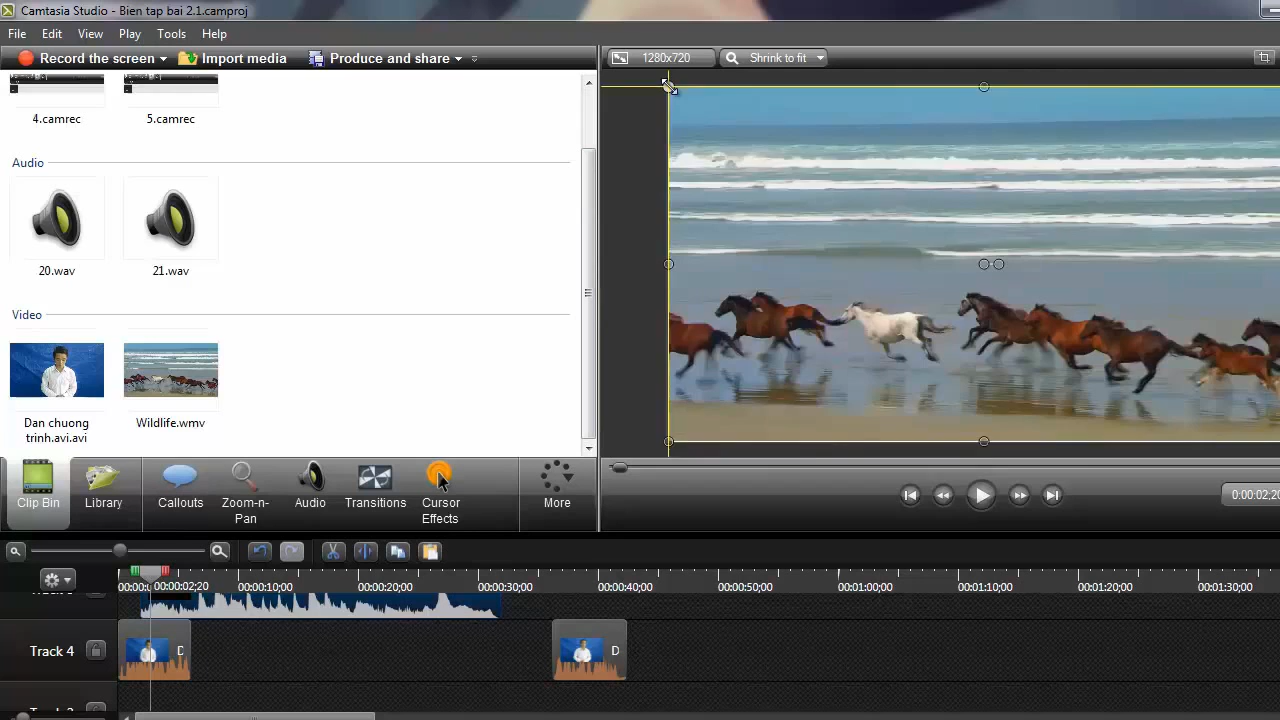 Camtasia Studio - Bien tap bai 2.1.camproj
File Edit View Play Tools Help
Record the screen Import media Produce and share 1280x720 Shrink to fit
4.camrec 5.camrec
Audio
20.wav 21.wav
Video
Dan chuong
trinh.avi.avi
Wildlife.wmv
Clip Bin Library Callouts Zoom-n-
Pan
Audio Transitions Cursor
Effects
More
0:00:02;20
00:00:02;20 00:00:10;00 00:00:20;00 00:00:30;00 00:00:40;00 00:00:50;00 00:01:00;00 00:01:10;00 00:01:20;00 00:01:30;00
Track 4 D D